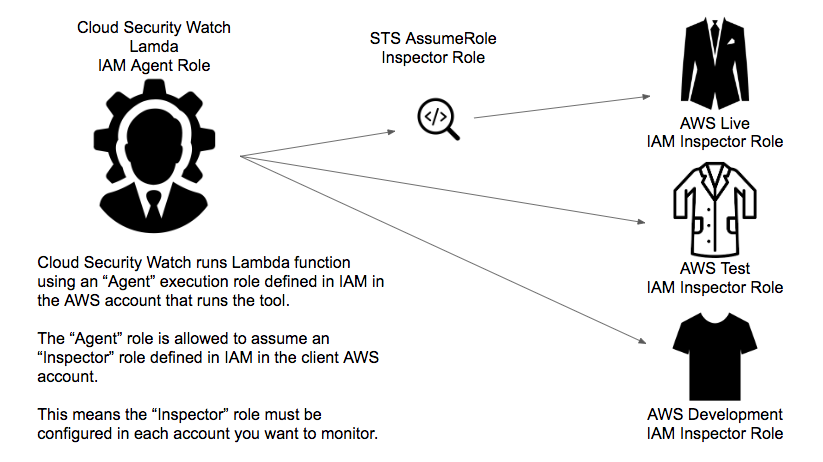 Cloud Security Watch
Lamda
IAM Agent Role
STS AssumeRole
Inspector Role
</>
AWS Live
IAM Inspector Role
AWS Test
IAM Inspector Role
AWS Development
IAM Inspector Role
Cloud Security Watch runs Lambda function
using an “Agent” execution role defined in IAM in
the AWS account that runs the tool.
The “Agent” role is allowed to assume an
“Inspector” role defined in IAM in the client AWS
account.
This means the “Inspector” role must be
configured in each account you want to monitor.